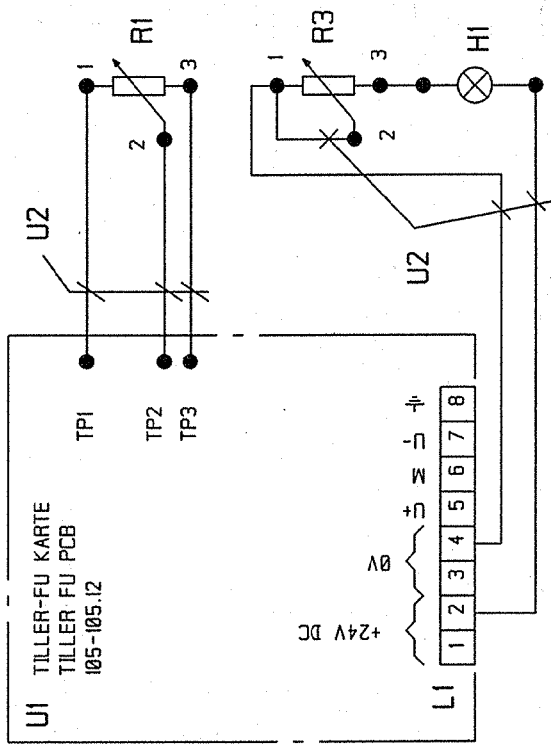 U1
TILLER-FU KARTE
TILLER FU PCB
105-105.12
TP1
TP2
TP3
U2
1
2
3
R1
1
2
3
R3
U2
H1
+24V DC
0V
U+
M
U-
L1
1 2 3 4 5 6 7 8